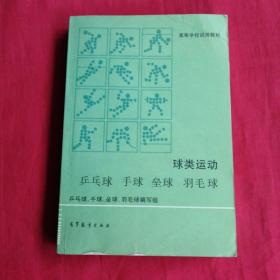 高等学校试用教材
球类运动
乒乓球 手球 垒球 羽毛球
乒乓球、手球、垒球、羽毛球编写组
高等教育出版社